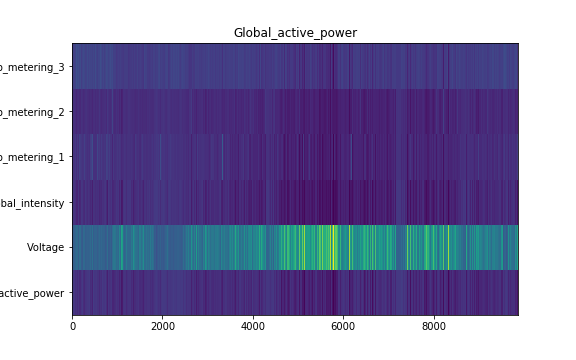 Global_active_power
o_metering_3
o_metering_2
o_metering_1
bal_intensity
Voltage
active_power
0 2000 4000 6000 8000